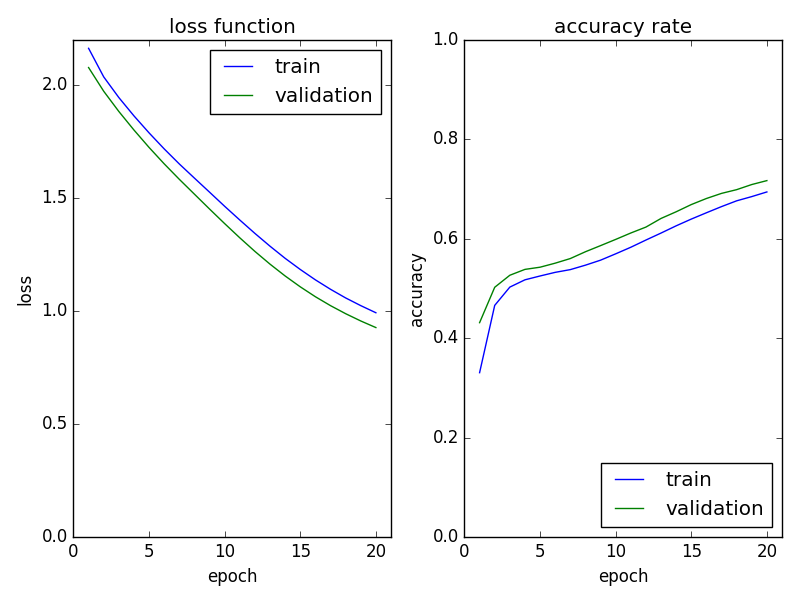 loss function
train
validation
2.0
1.5
1.0
0.5
0.0
0 5 10 15 20
loss
epoch
accuracy rate
1.0
0.8
0.6
0.4
0.2
0.0
train
validation
0 5 10 15 20
accuracy
epoch